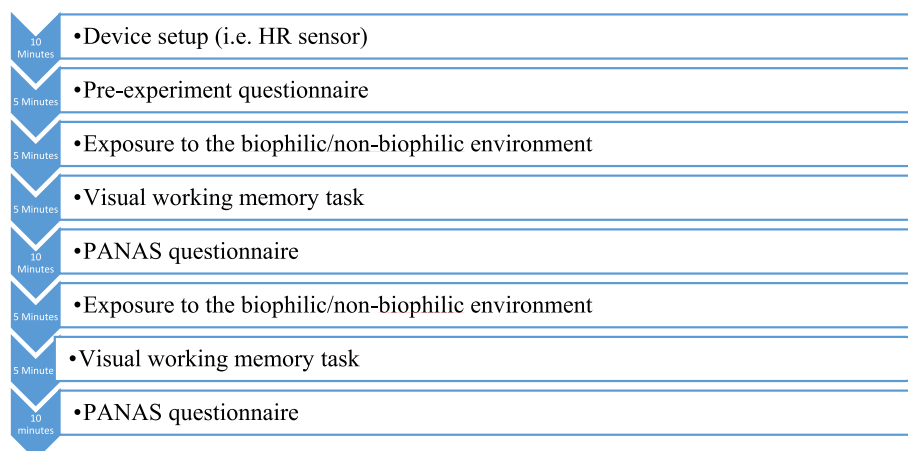 10
Minutes
•Device setup (i.e. HR sensor)
5 Minutes
•Pre-experiment questionnaire
5 Minutes
•Exposure to the biophilic/non-biophilic environment
5 Minutes
•Visual working memory task
10
Minutes
•PANAS questionnaire
5 Minutes
•Exposure to the biophilic/non-biophilic environment
5 Minute
•Visual working memory task
10
minutes
•PANAS questionnaire